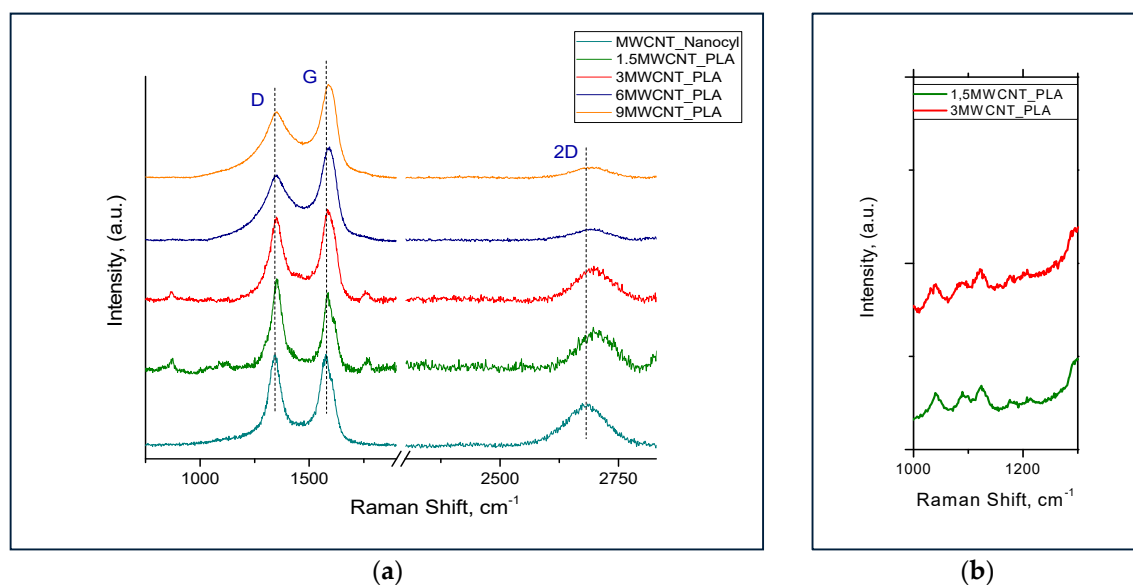 MWCNT_Nanocyl
1.5MWCNT_PLA
3MWCNT_PLA
6MWCNT_PLA
9MWCNT_PLA
D
G
2D
Intensity, (a.u.)
1000
1500
2500
2750
Raman Shift, cm⁻¹
(a)
1,5MWCNT_PLA
3MWCNT_PLA
Intensity, (a.u.)
1000
1200
Raman Shift, cm⁻¹
(b)